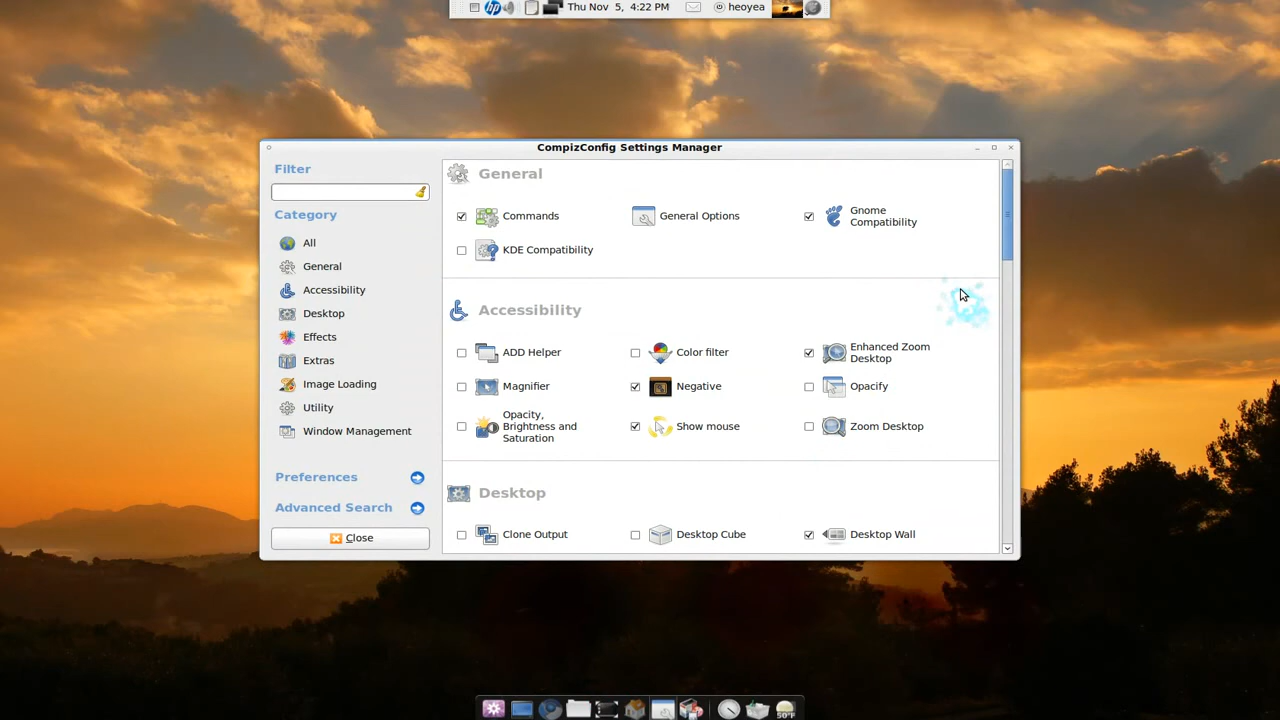 Thu Nov 5, 4:22 PM
heoyea
CompizConfig Settings Manager
Filter
Category
All
General
Accessibility
Desktop
Effects
Extras
Image Loading
Utility
Window Management
Preferences
Advanced Search
Close
General
Commands
General Options
Gnome
Compatibility
KDE Compatibility
Accessibility
ADD Helper
Color filter
Enhanced Zoom
Desktop
Magnifier
Negative
Opacify
Opacity,
Brightness and
Saturation
Show mouse
Zoom Desktop
Desktop
Clone Output
Desktop Cube
Desktop Wall
50°F